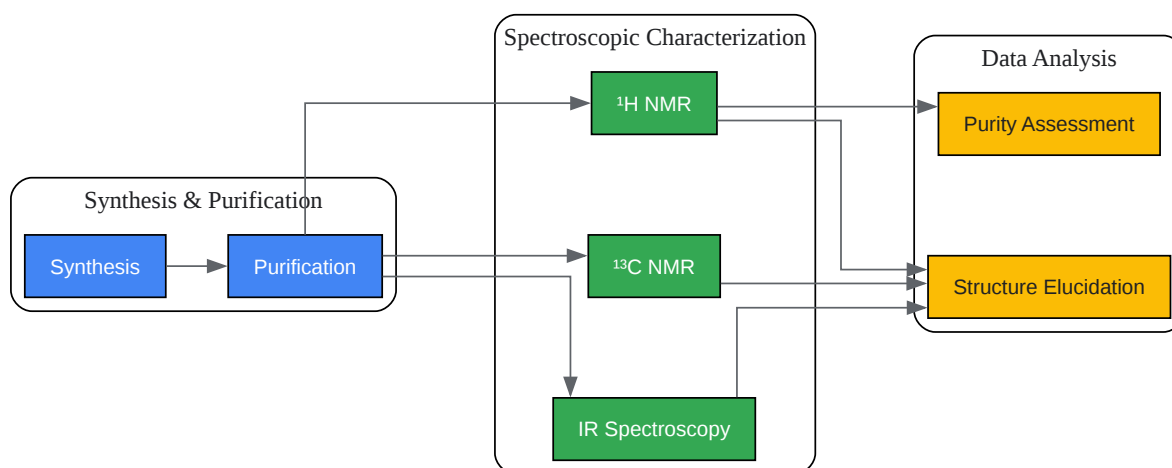 Spectroscopic Characterization
Data Analysis
¹H NMR
Purity Assessment
Synthesis & Purification
Synthesis
Purification
¹³C NMR
Structure Elucidation
IR Spectroscopy